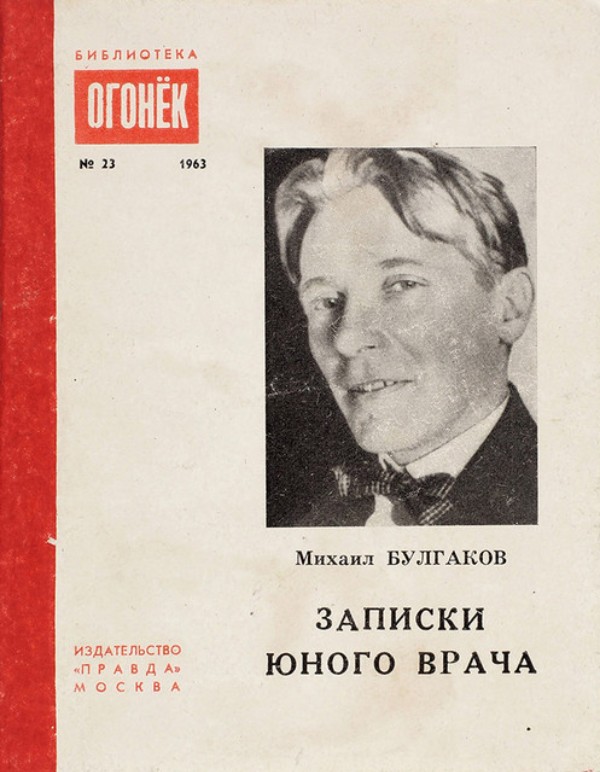 БИБЛИОТЕКА
ОГОНЁК
№ 23 1963
Михаил БУЛГАКОВ
ЗАПИСКИ
ЮНОГО ВРАЧА
ИЗДАТЕЛЬСТВО
«ПРАВДА»
МОСКВА